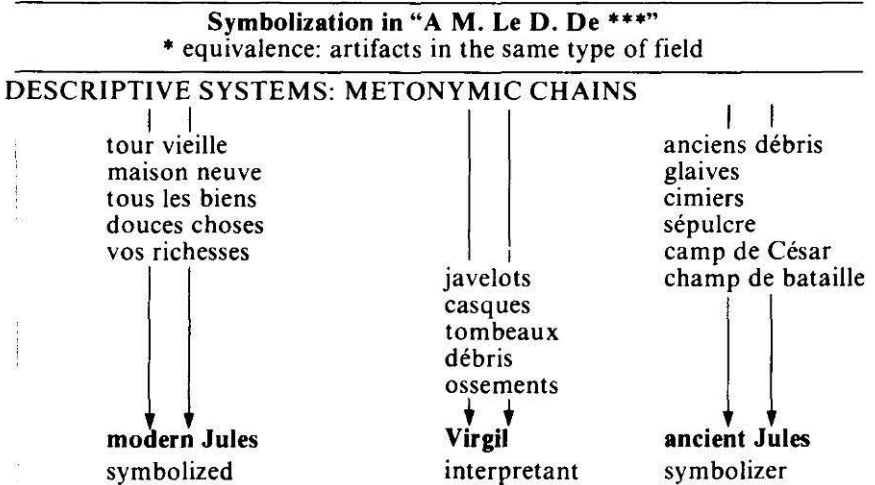 Symbolization in “A M. Le D. De ***”
* equivalence: artifacts in the same type of field
DESCRIPTIVE SYSTEMS: METONYMIC CHAINS
tour vieille
maison neuve
tous les biens
douces choses
vos richesses
modern Jules
symbolized
javelots
casques
tombeaux
débris
ossements
Virgil
interpretant
anciens débris
glaives
cimiers
sépulcre
camp de César
champ de bataille
ancient Jules
symbolizer